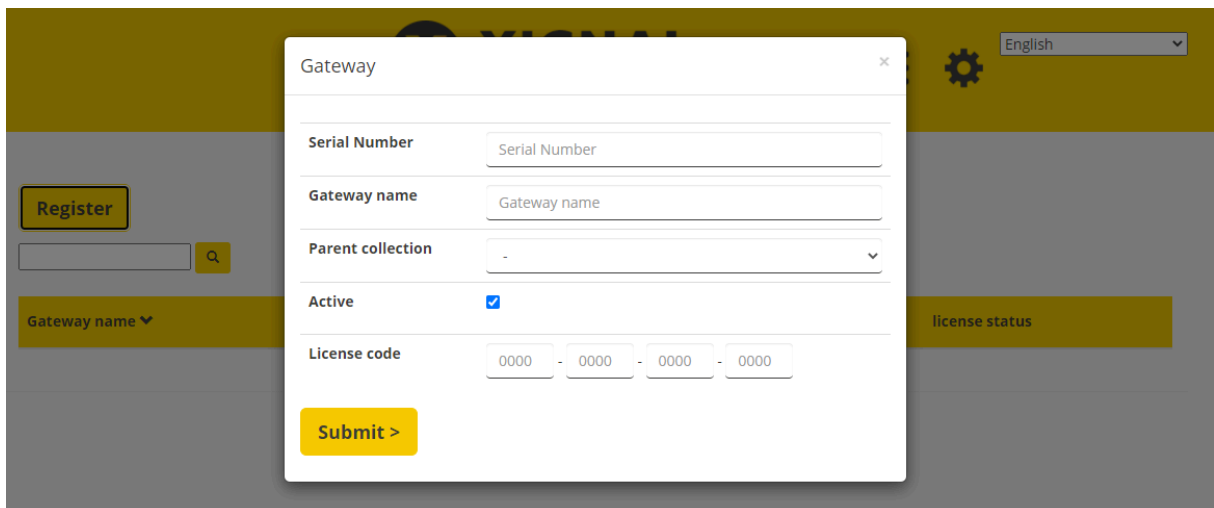 English
Gateway ×
Serial Number Serial Number
Register
Gateway name Gateway name
Parent collection -
Active
Gateway name license status
License code 0000 - 0000 - 0000 - 0000
Submit >